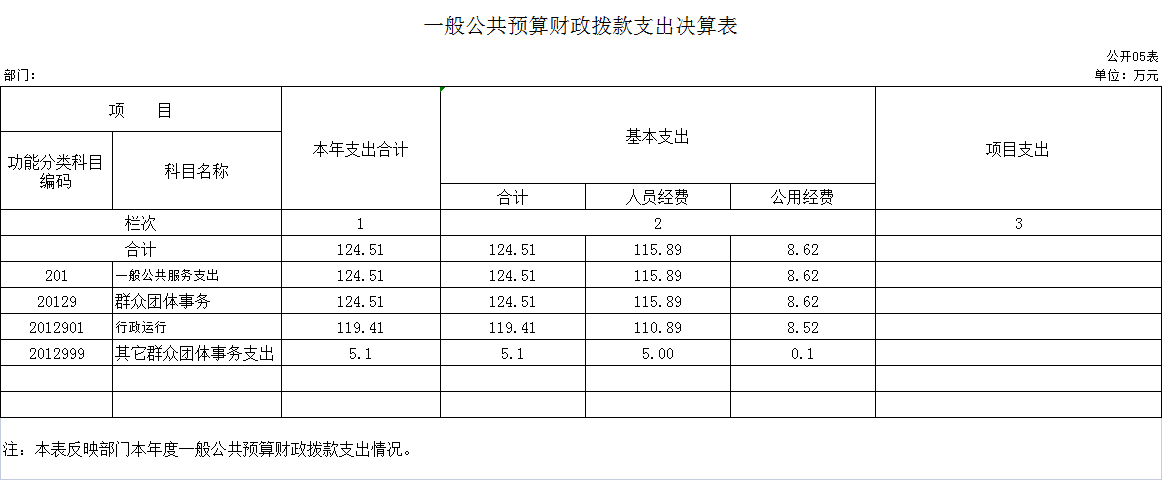 一般公共预算财政拨款支出决算表
公开05表
部门： 单位：万元
项 目 本年支出合计 基本支出 项目支出
功能分类科目
编码
科目名称
合计 人员经费 公用经费
栏次 1 2 3
合计 124.51 124.51 115.89 8.62
201 一般公共服务支出 124.51 124.51 115.89 8.62
20129 群众团体事务 124.51 124.51 115.89 8.62
2012901 行政运行 119.41 119.41 110.89 8.52
2012999 其它群众团体事务支出 5.1 5.1 5.00 0.1
注：本表反映部门本年度一般公共预算财政拨款支出情况。